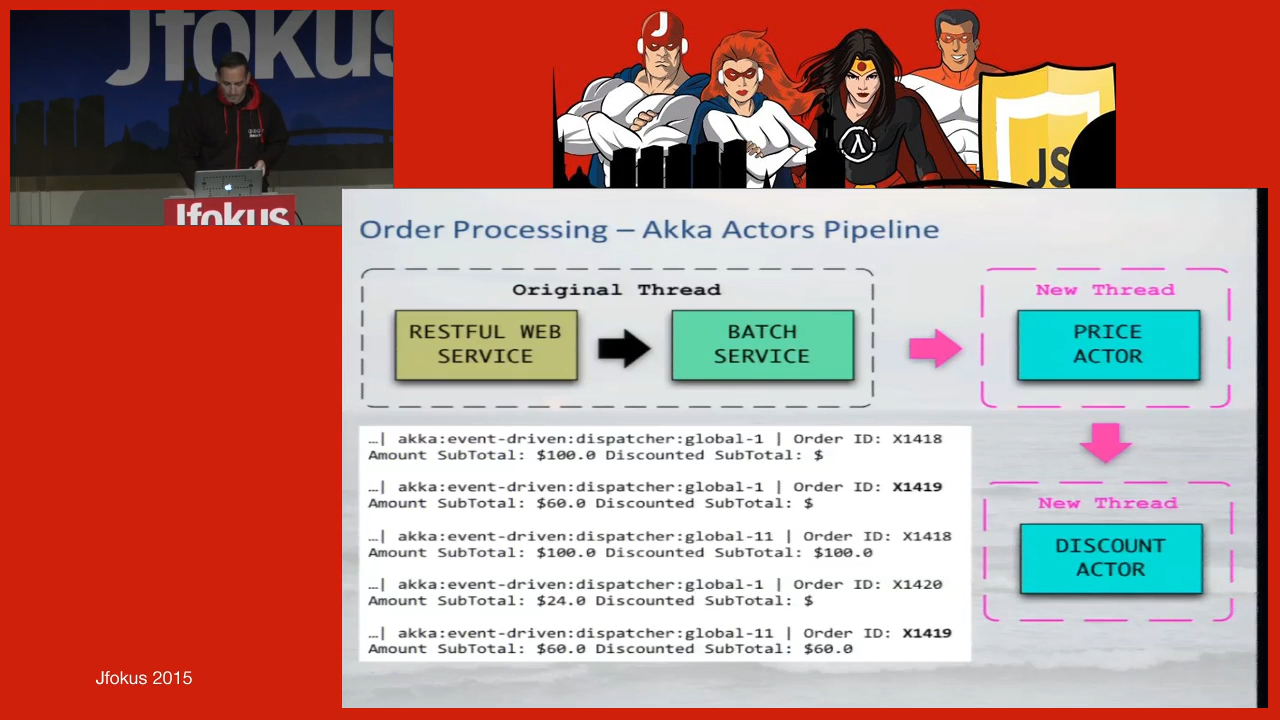 Jfokus
Jfokus
J
JS
Order Processing – Akka Actors Pipeline
Original Thread
RESTFUL WEB
SERVICE
BATCH
SERVICE
New Thread
PRICE
ACTOR
New Thread
DISCOUNT
ACTOR
…| akka:event-driven:dispatcher:global-1 | Order ID: X1418
Amount SubTotal: $100.0 Discounted SubTotal: $
…| akka:event-driven:dispatcher:global-1 | Order ID: X1419
Amount SubTotal: $60.0 Discounted SubTotal: $
…| akka:event-driven:dispatcher:global-11 | Order ID: X1418
Amount SubTotal: $100.0 Discounted SubTotal: $100.0
…| akka:event-driven:dispatcher:global-1 | Order ID: X1420
Amount SubTotal: $24.0 Discounted SubTotal: $
…| akka:event-driven:dispatcher:global-11 | Order ID: X1419
Amount SubTotal: $60.0 Discounted SubTotal: $60.0
Jfokus 2015